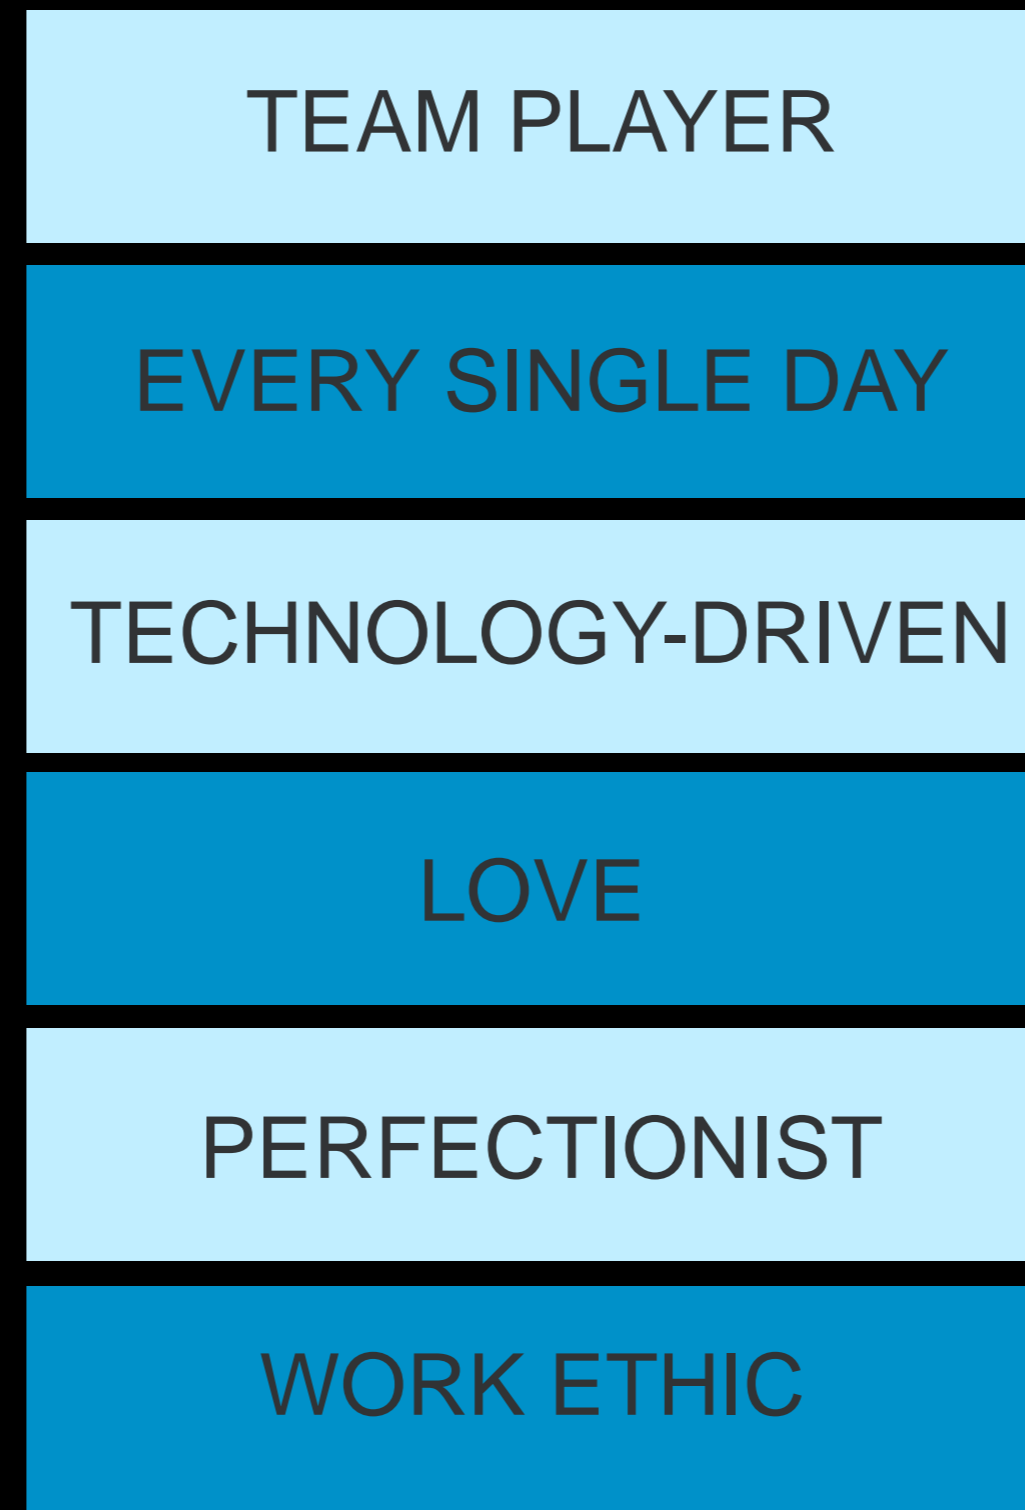 TEAM PLAYER
EVERY SINGLE DAY
TECHNOLOGY-DRIVEN
LOVE
PERFECTIONIST
WORK ETHIC